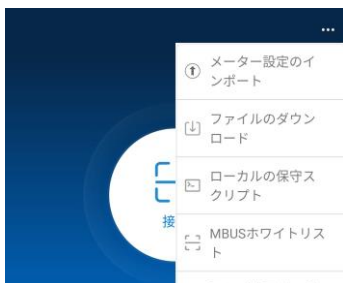 メーター設定のイ
ンポート
ファイルのダウン
ロード
ローカルの保守ス
クリプト
接
MBUSホワイトリス
ト